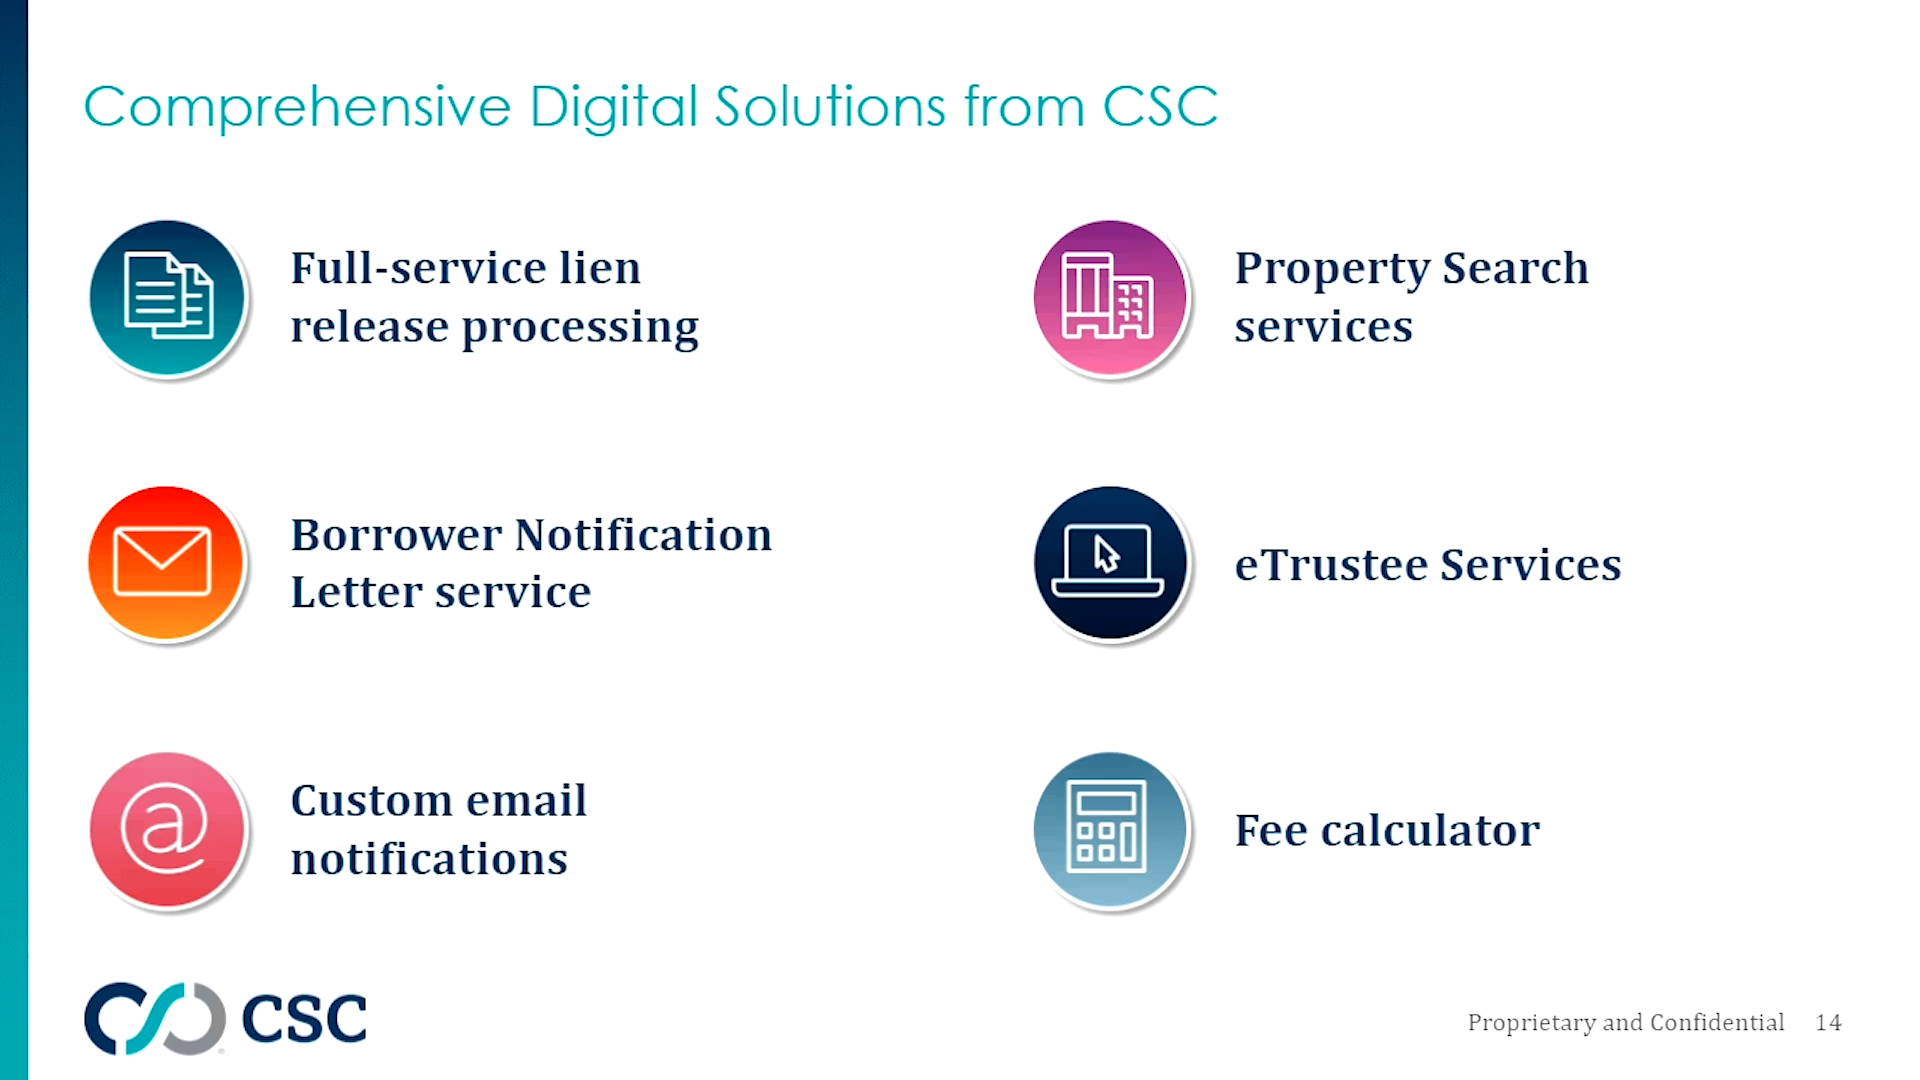 Comprehensive Digital Solutions from CSC
Full-service lien
release processing
Property Search
services
Borrower Notification
Letter service
eTrustee Services
@
Custom email
notifications
Fee calculator
CSC
Proprietary and Confidential 14